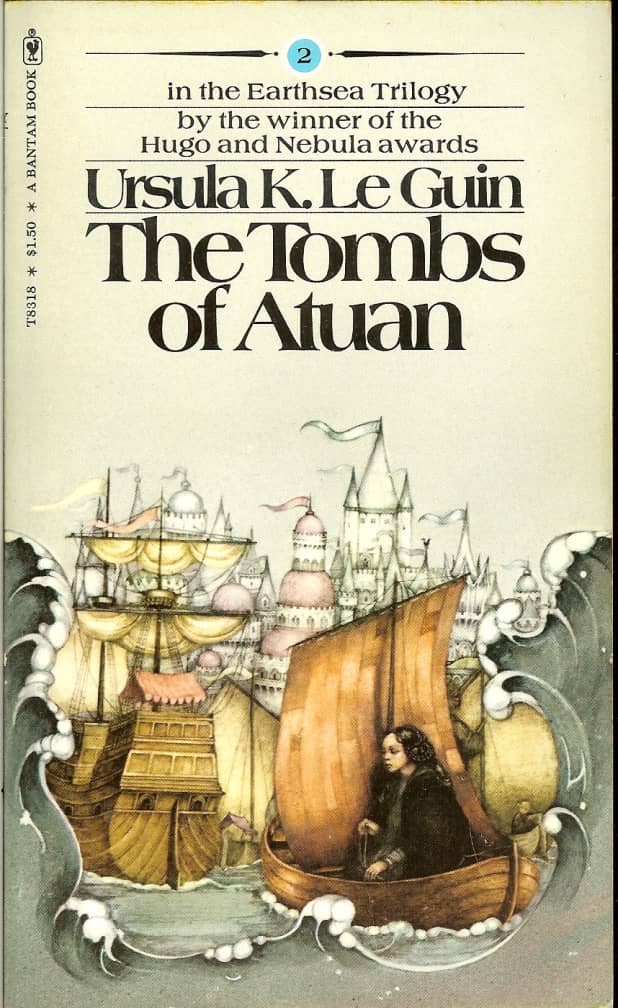 2
in the Earthsea Trilogy
by the winner of the
Hugo and Nebula awards
Ursula K. Le Guin
The Tombs
of Atuan
T8318 * $1.50 * A BANTAM BOOK